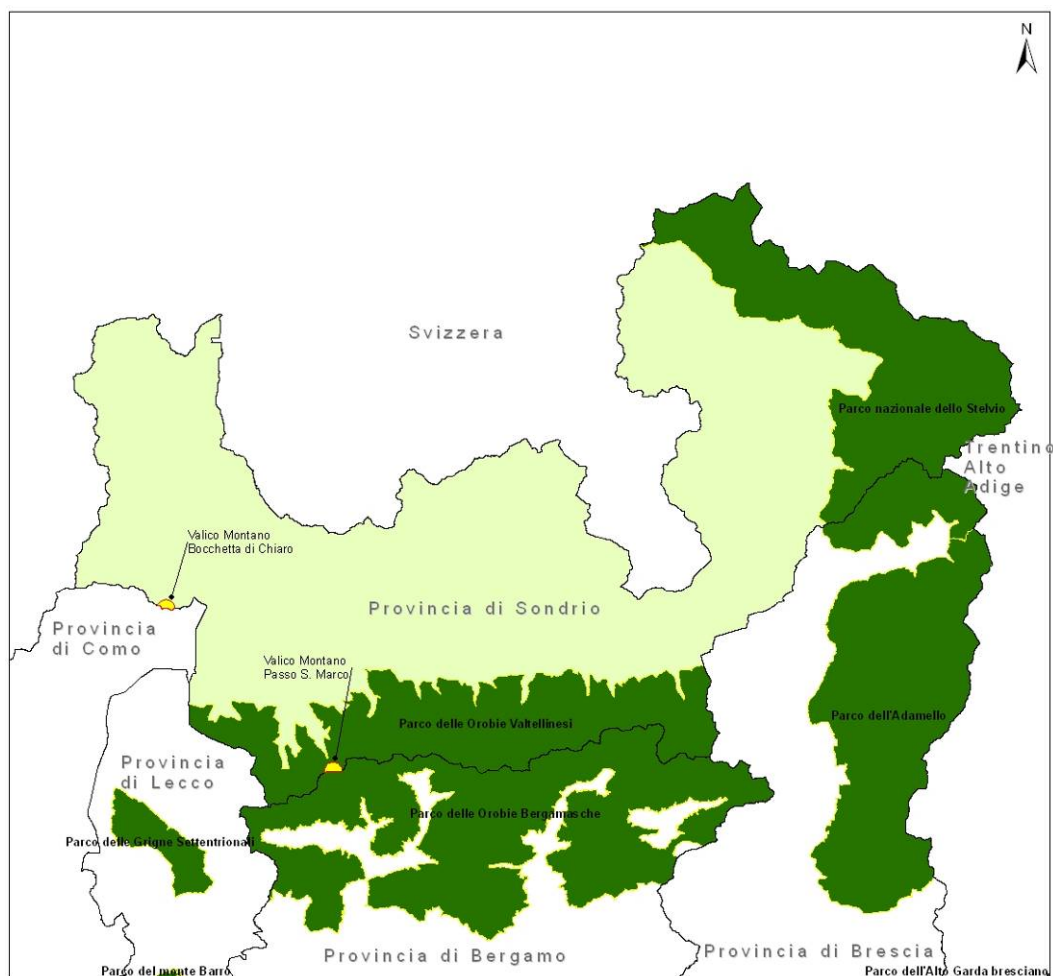 N
Svizzera
Parco nazionale dello Stelvio
Trentino
Alto
Adige
Valico Montano
Bocchetta di Chiaro
Provincia di Sondrio
Provincia
di Como
Valico Montano
Passo S. Marco
Parco delle Orobie Valtellinesi
Parco dell'Adamello
Provincia
di Lecco
Parco delle Orobie Bergamasche
Parco delle Grigne Settentrionali
Provincia di Bergamo
Provincia di Brescia
Parco del monte Barro
Parco dell'Alto Garda bresciano